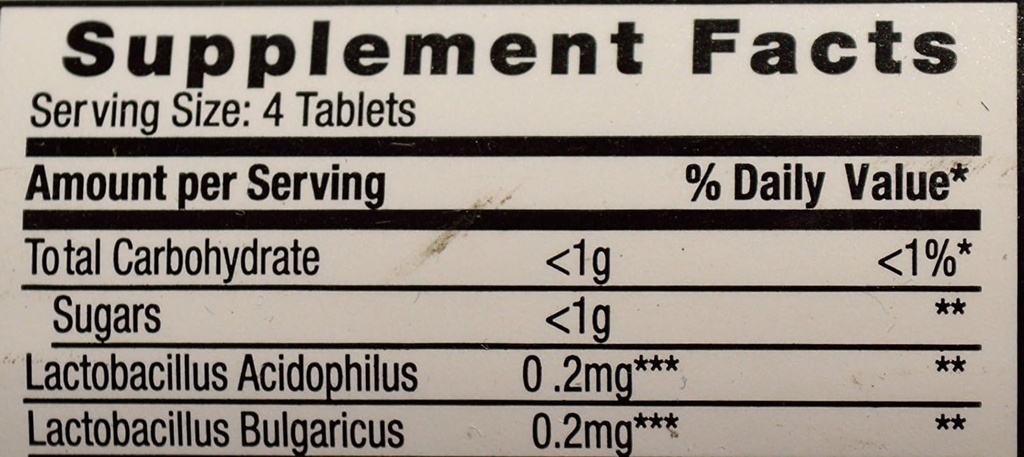 Supplement Facts
Serving Size: 4 Tablets
Amount per Serving % Daily Value*
Total Carbohydrate <1g <1%*
Sugars <1g **
Lactobacillus Acidophilus 0.2mg*** **
Lactobacillus Bulgaricus 0.2mg*** **